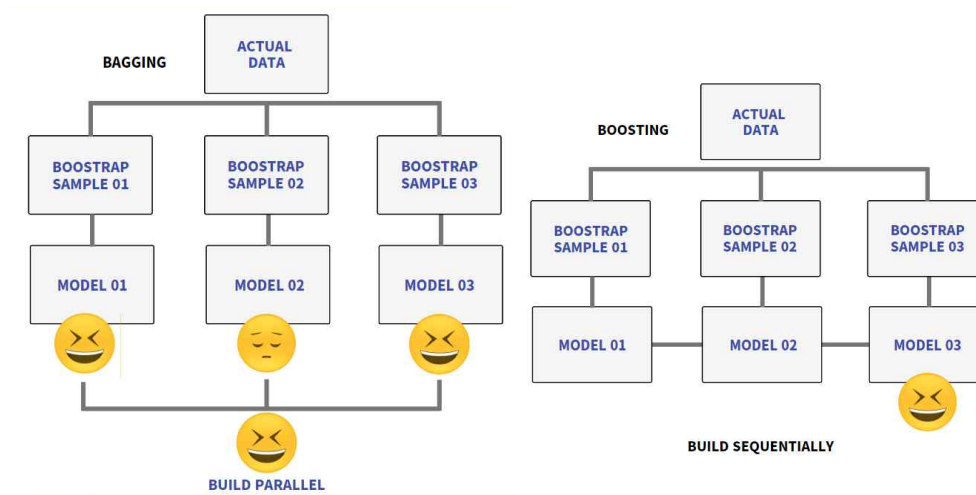 BAGGING
ACTUAL
DATA
BOOSTRAP
SAMPLE 01
BOOSTRAP
SAMPLE 02
BOOSTRAP
SAMPLE 03
MODEL 01
MODEL 02
MODEL 03
BUILD PARALLEL
BOOSTING
ACTUAL
DATA
BOOSTRAP
SAMPLE 01
BOOSTRAP
SAMPLE 02
BOOSTRAP
SAMPLE 03
MODEL 01
MODEL 02
MODEL 03
BUILD SEQUENTIALLY